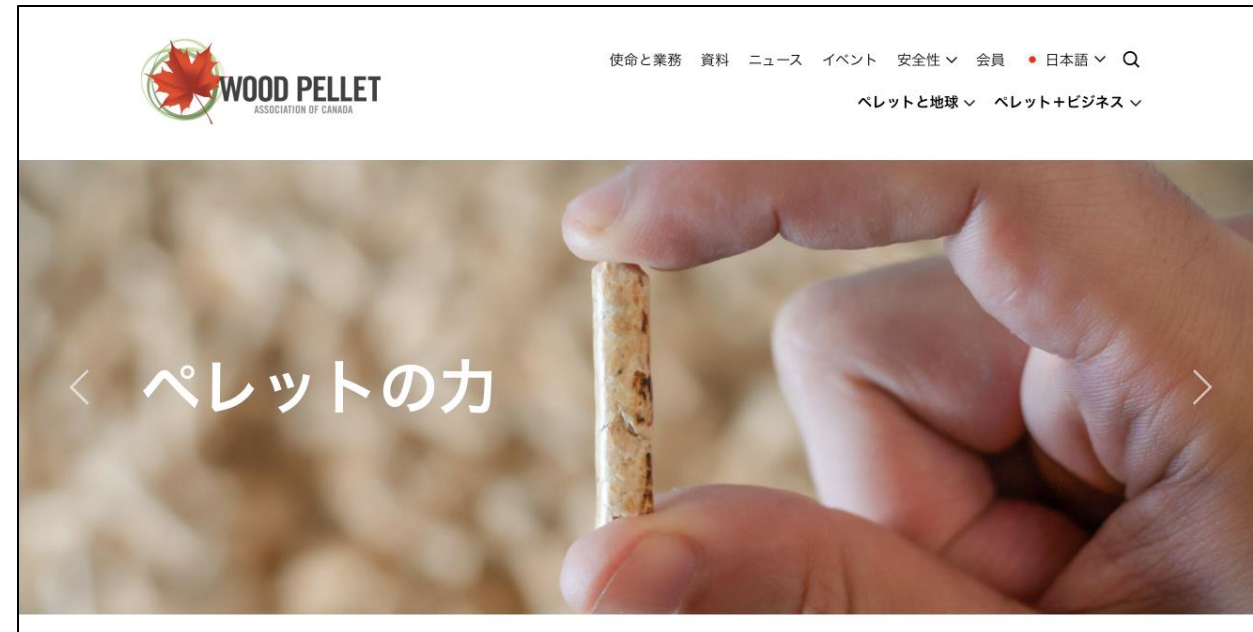 WOOD PELLET
ASSOCIATION OF CANADA
使命と業務 資料 ニュース イベント 安全性 会員 日本語
ペレットと地球 ペレット+ビジネス
ペレットの力